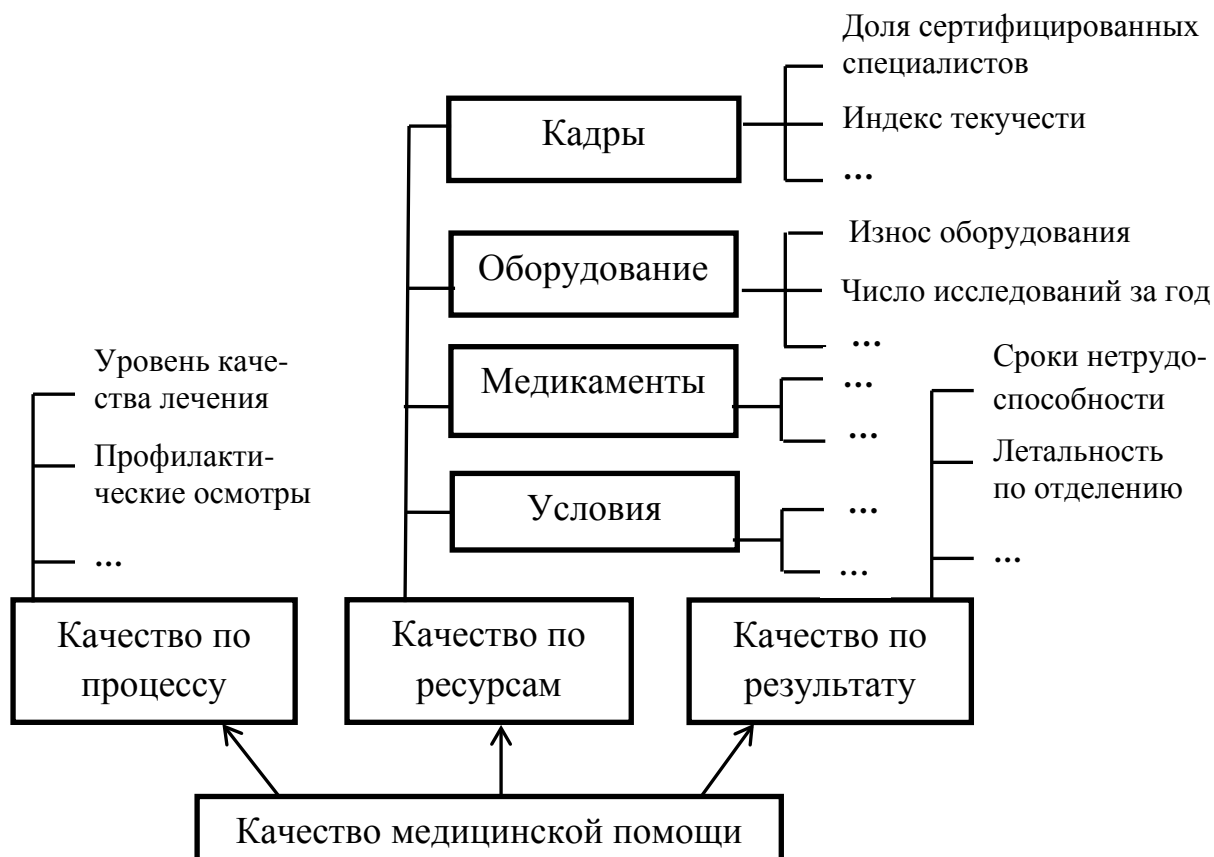 Доля сертифицированных
специалистов
Кадры
Индекс текучести
...
Износ оборудования
Оборудование
Число исследований за год
...
Уровень каче-
ства лечения
Профилакти-
ческие осмотры
...
Медикаменты
...
...
Сроки нетрудо-
способности
Летальность
по отделению
...
Условия
...
...
Качество по
процессу
Качество по
ресурсам
Качество по
результату
Качество медицинской помощи